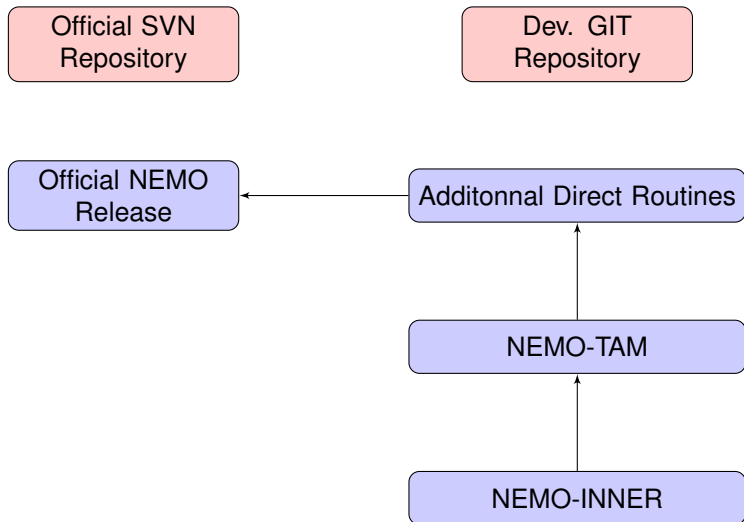 Official SVN
Repository
Dev. GIT
Repository
Official NEMO
Release
Additonnal Direct Routines
NEMO-TAM
NEMO-INNER